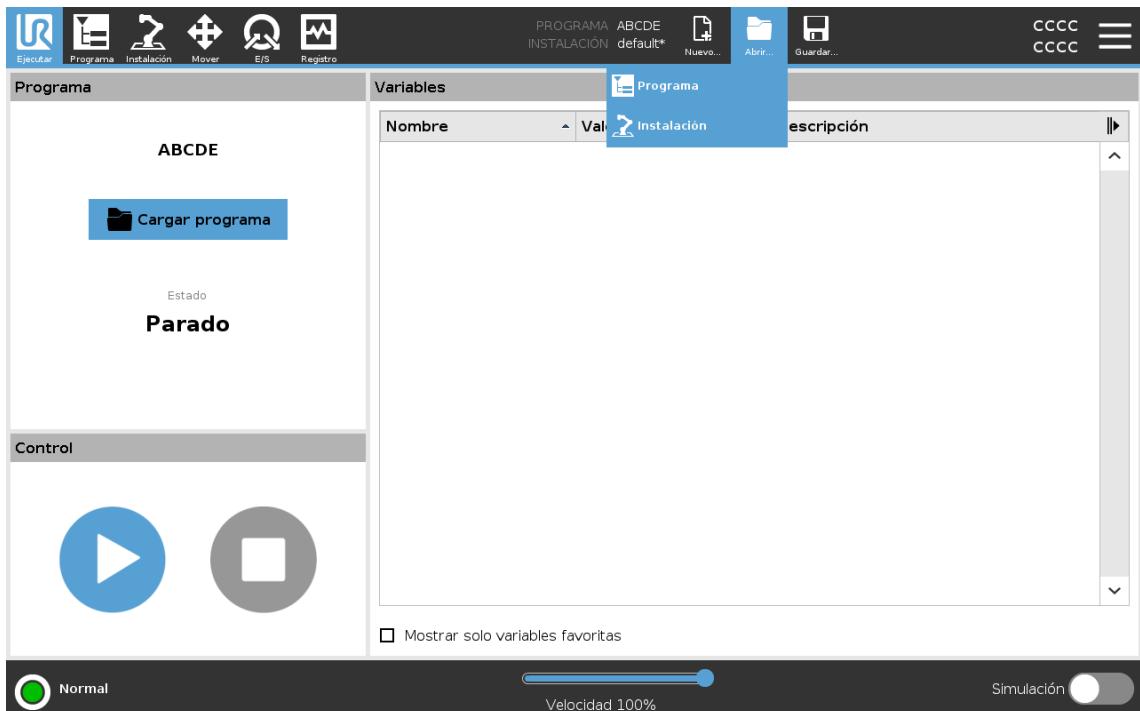 UR
Ejecutar
Programa
Instalación
Mover
E/S
Registro
PROGRAMA ABCDE
INSTALACIÓN default*
Nuevo...
Abrir...
Guardar...
CCCC
CCCC
Programa
Instalación
Programa
ABCDE
Cargar programa
Estado
Parado
Control
Variables
Nombre
Val
escripción
Mostrar solo variables favoritas
Normal
Velocidad 100%
Simulación